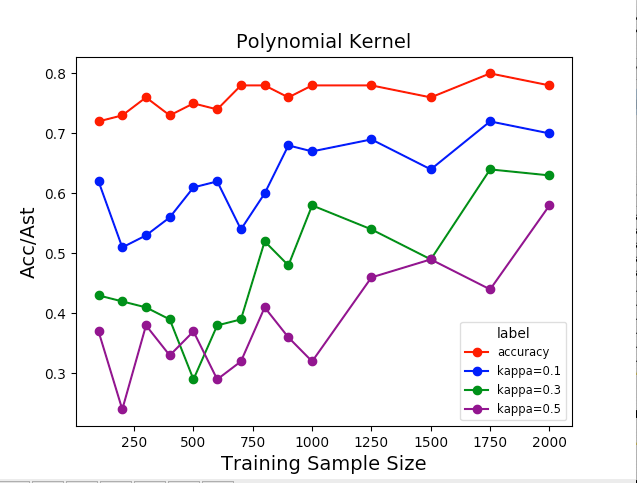 Polynomial Kernel
Acc/Ast
0.8
0.7
0.6
0.5
0.4
0.3
label
accuracy
kappa=0.1
kappa=0.3
kappa=0.5
250 500 750 1000 1250 1500 1750 2000
Training Sample Size